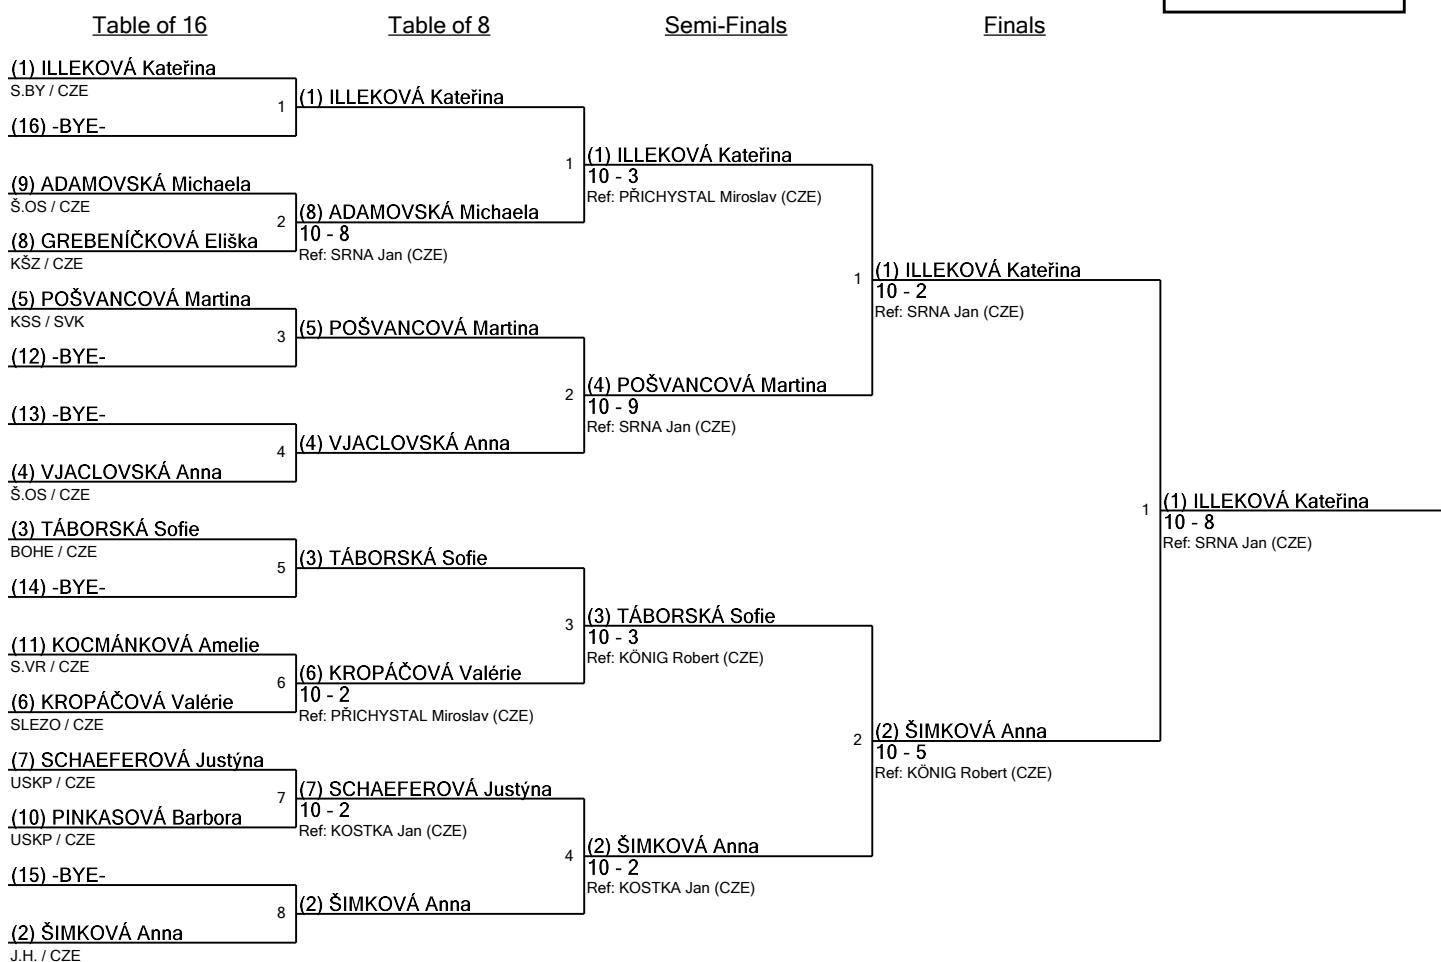 Table of 16
Table of 8
Semi-Finals
Finals
(1) ILLEKOVÁ Kateřina
S.BY / CZE
1
(16) -BYE-
(9) ADAMOVSKÁ Michaela
Š.OS / CZE
2
(8) GREBENÍČKOVÁ Eliška
KŠZ / CZE
(5) POŠVANCOVÁ Martina
KSS / SVK
3
(12) -BYE-
(13) -BYE-
4
(4) VJACLOVSKÁ Anna
Š.OS / CZE
(3) TÁBORSKÁ Sofie
BOHE / CZE
5
(14) -BYE-
(11) KOCMÁNKOVÁ Amelie
S.VR / CZE
6
(6) KROPÁČOVÁ Valérie
SLEZO / CZE
(7) SCHAEFEROVÁ Justýna
USKP / CZE
7
(10) PINKASOVÁ Barbora
USKP / CZE
(15) -BYE-
8
(2) ŠIMKOVÁ Anna
J.H. / CZE
(1) ILLEKOVÁ Kateřina
1
(8) ADAMOVSKÁ Michaela
10 - 8
Ref: SRNA Jan (CZE)
(5) POŠVANCOVÁ Martina
2
(4) VJACLOVSKÁ Anna
(3) TÁBORSKÁ Sofie
3
(6) KROPÁČOVÁ Valérie
10 - 2
Ref: PŘICHYSTAL Miroslav (CZE)
(7) SCHAEFEROVÁ Justýna
10 - 2
Ref: KOSTKA Jan (CZE)
4
(2) ŠIMKOVÁ Anna
(1) ILLEKOVÁ Kateřina
10 - 3
Ref: PŘICHYSTAL Miroslav (CZE)
1
(4) POŠVANCOVÁ Martina
10 - 9
Ref: SRNA Jan (CZE)
(3) TÁBORSKÁ Sofie
10 - 3
Ref: KÖNIG Robert (CZE)
2
(2) ŠIMKOVÁ Anna
10 - 2
Ref: KOSTKA Jan (CZE)
(1) ILLEKOVÁ Kateřina
10 - 2
Ref: SRNA Jan (CZE)
1
(2) ŠIMKOVÁ Anna
10 - 5
Ref: KÖNIG Robert (CZE)
(1) ILLEKOVÁ Kateřina
10 - 8
Ref: SRNA Jan (CZE)